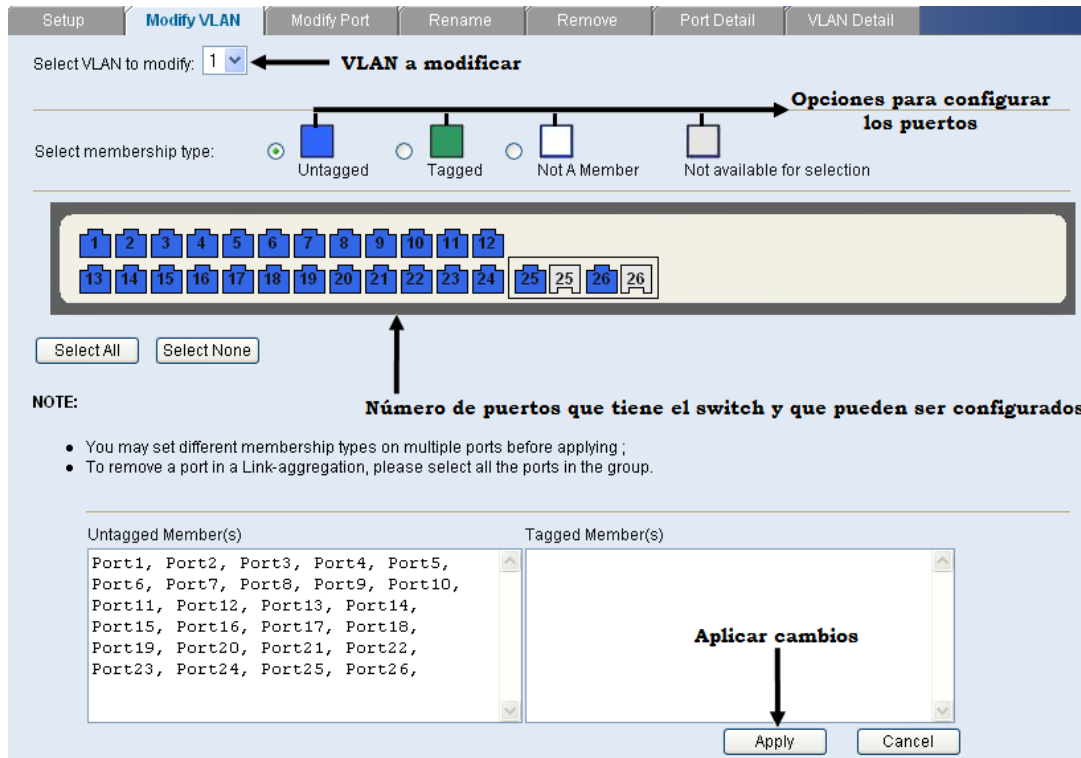 Setup Modify VLAN Modify Port Rename Remove Port Detail VLAN Detail
Select VLAN to modify: 1 VLAN a modificar
Opciones para configurar
los puertos
Select membership type:
Untagged Tagged Not A Member Not available for selection
1 2 3 4 5 6 7 8 9 10 11 12
13 14 15 16 17 18 19 20 21 22 23 24 25 25 26 26
Select All Select None
NOTE:
Número de puertos que tiene el switch y que pueden ser configurados
You may set different membership types on multiple ports before applying ;
To remove a port in a Link-aggregation, please select all the ports in the group.
Untagged Member(s) Tagged Member(s)
Port1, Port2, Port3, Port4, Port5,
Port6, Port7, Port8, Port9, Port10,
Port11, Port12, Port13, Port14,
Port15, Port16, Port17, Port18,
Port19, Port20, Port21, Port22,
Port23, Port24, Port25, Port26,
Aplicar cambios
Apply Cancel